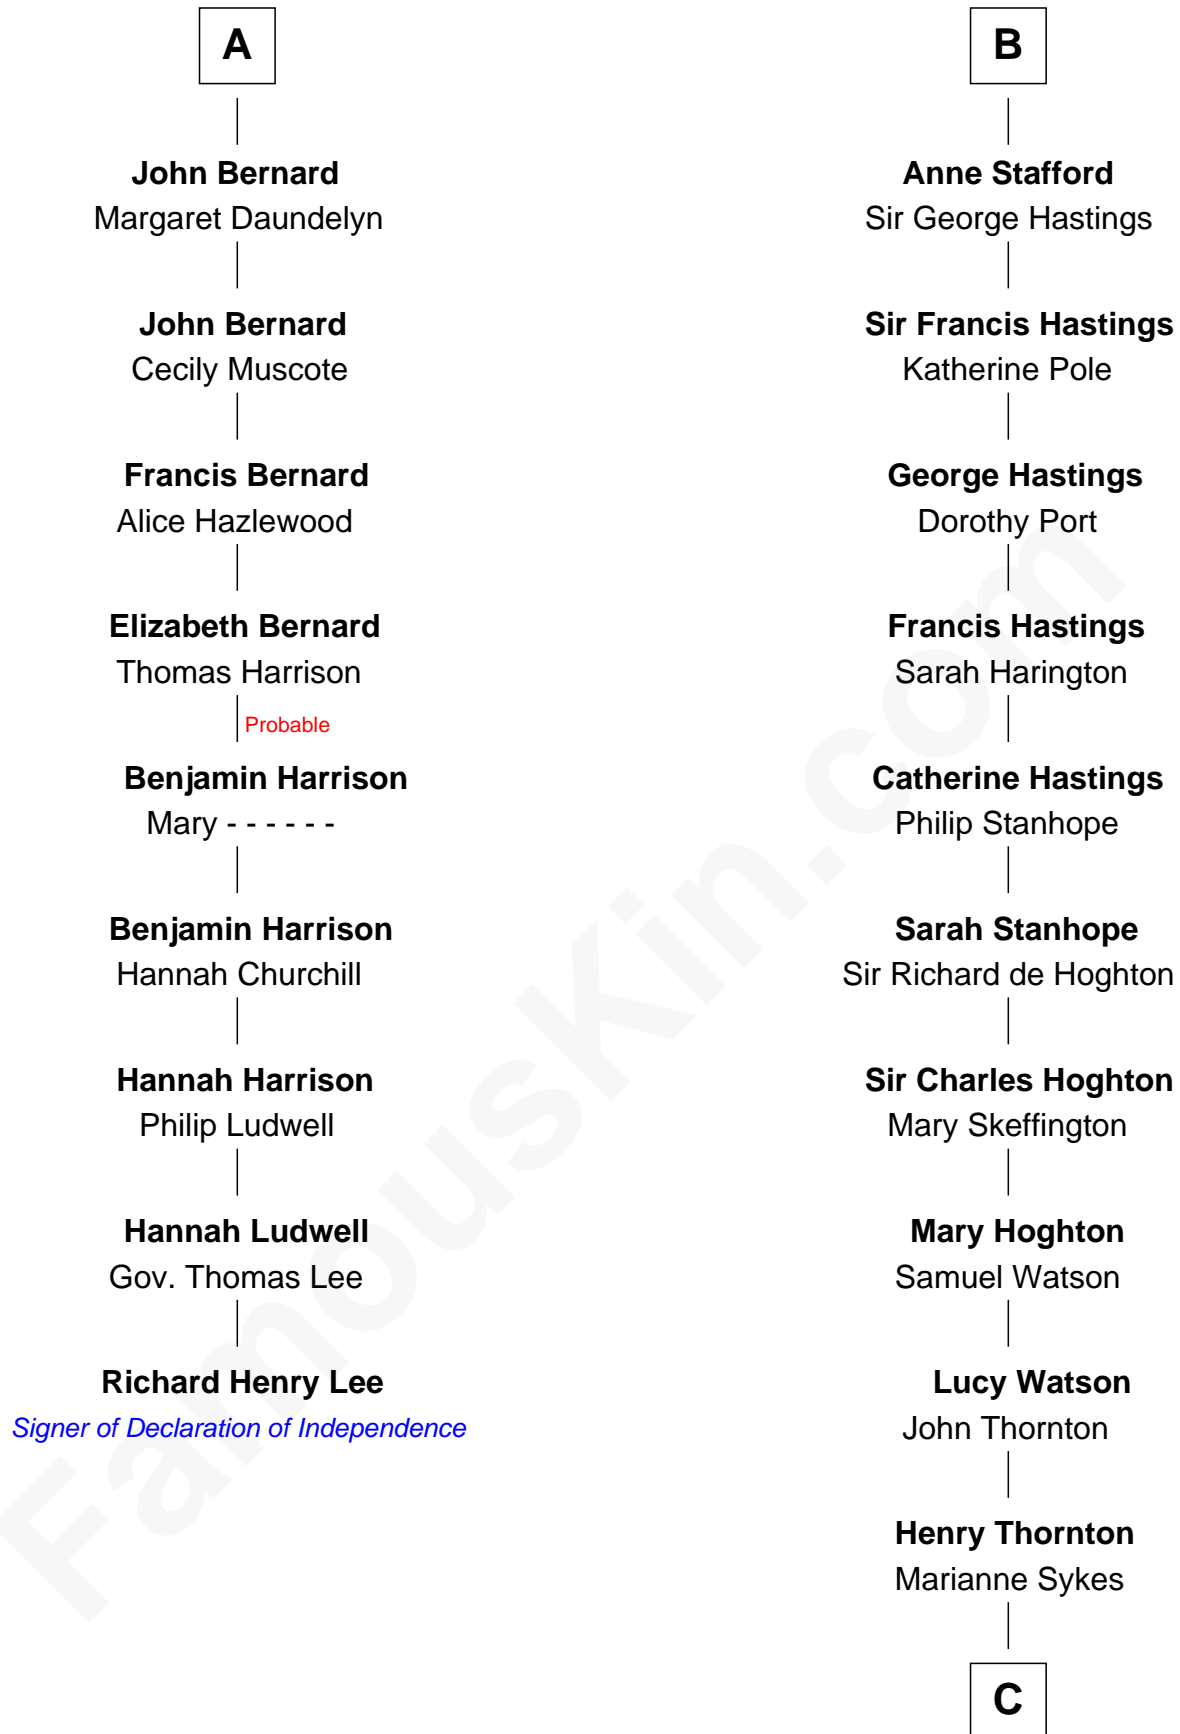 A
John Bernard
Margaret Daundelyn
John Bernard
Cecily Muscote
Francis Bernard
Alice Hazlewood
Elizabeth Bernard
Thomas Harrison
Probable
Benjamin Harrison
Mary - - - - - -
Benjamin Harrison
Hannah Churchill
Hannah Harrison
Philip Ludwell
Hannah Ludwell
Gov. Thomas Lee
Richard Henry Lee
Signer of Declaration of Independence
B
Anne Stafford
Sir George Hastings
Sir Francis Hastings
Katherine Pole
George Hastings
Dorothy Port
Francis Hastings
Sarah Harington
Catherine Hastings
Philip Stanhope
Sarah Stanhope
Sir Richard de Hoghton
Sir Charles Hoghton
Mary Skeffington
Mary Hoghton
Samuel Watson
Lucy Watson
John Thornton
Henry Thornton
Marianne Sykes
C
FamousKin.com